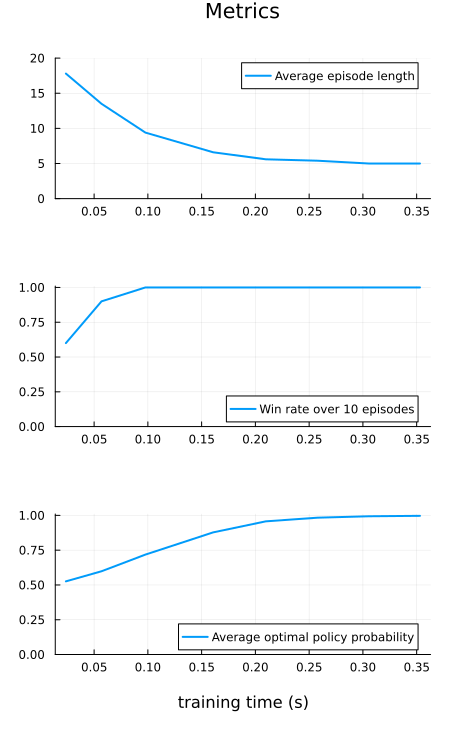 Metrics
20
15
10
5
0
Average episode length
0.05 0.10 0.15 0.20 0.25 0.30 0.35
1.00
0.75
0.50
0.25
0.00
Win rate over 10 episodes
0.05 0.10 0.15 0.20 0.25 0.30 0.35
1.00
0.75
0.50
0.25
0.00
Average optimal policy probability
0.05 0.10 0.15 0.20 0.25 0.30 0.35
training time (s)